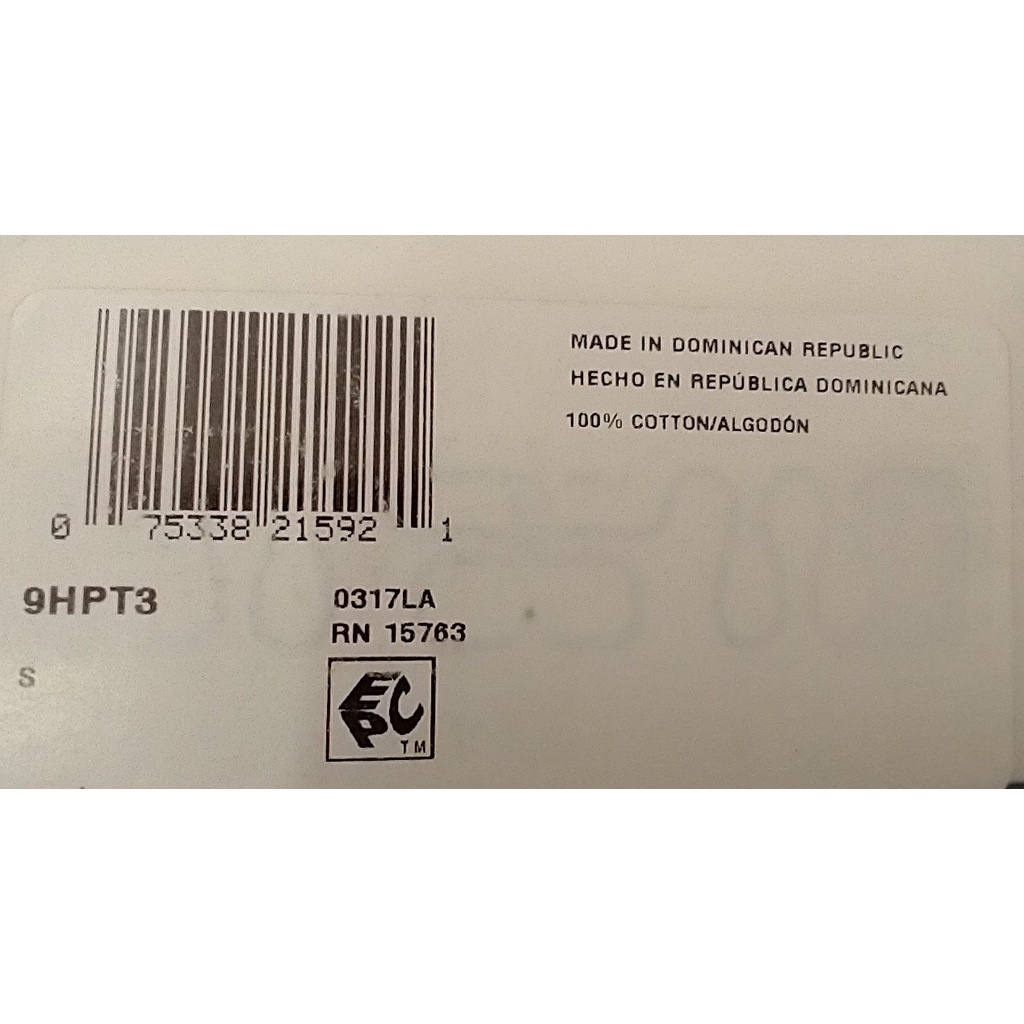 MADE IN DOMINICAN REPUBLIC
HECHO EN REPÚBLICA DOMINICANA
100% COTTON/ALGODÓN
0 75338 21592 1
9HPT3
0317LA
RN 15763
S
EPC
TM